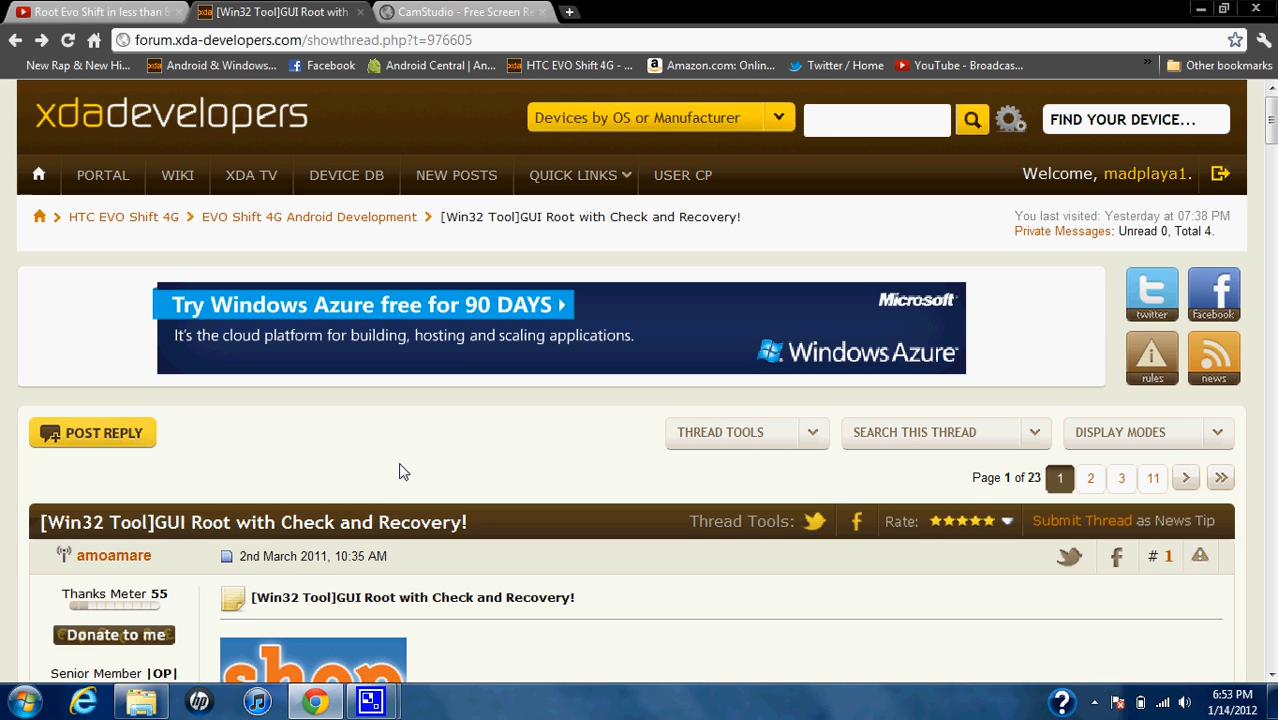 Root Evo Shift in less than 8
[Win32 Tool]GUI Root with
CamStudio - Free Screen Re
forum.xda-developers.com/showthread.php?t=976605
New Rap & New Hi...
Android & Windows...
Facebook
Android Central | An...
HTC EVO Shift 4G - ...
Amazon.com: Onlin...
Twitter / Home
YouTube - Broadcas...
»
Other bookmarks
xdadevelopers
Devices by OS or Manufacturer
FIND YOUR DEVICE...
PORTAL
WIKI
XDA TV
DEVICE DB
NEW POSTS
QUICK LINKS
USER CP
Welcome, madplaya1.
HTC EVO Shift 4G
EVO Shift 4G Android Development
[Win32 Tool]GUI Root with Check and Recovery!
You last visited: Yesterday at 07:38 PM
Private Messages: Unread 0, Total 4.
Try Windows Azure free for 90 DAYS
Microsoft
It's the cloud platform for building, hosting and scaling applications.
Windows Azure™
twitter
facebook
rules
news
POST REPLY
THREAD TOOLS
SEARCH THIS THREAD
DISPLAY MODES
Page 1 of 23
1
2
3
11
[Win32 Tool]GUI Root with Check and Recovery!
Thread Tools:
Rate:
Submit Thread as News Tip
amoamare
2nd March 2011, 10:35 AM
# 1
Thanks Meter 55
[Win32 Tool]GUI Root with Check and Recovery!
Donate to me
Senior Member |OP|
shop
hp
6:53 PM
1/14/2012